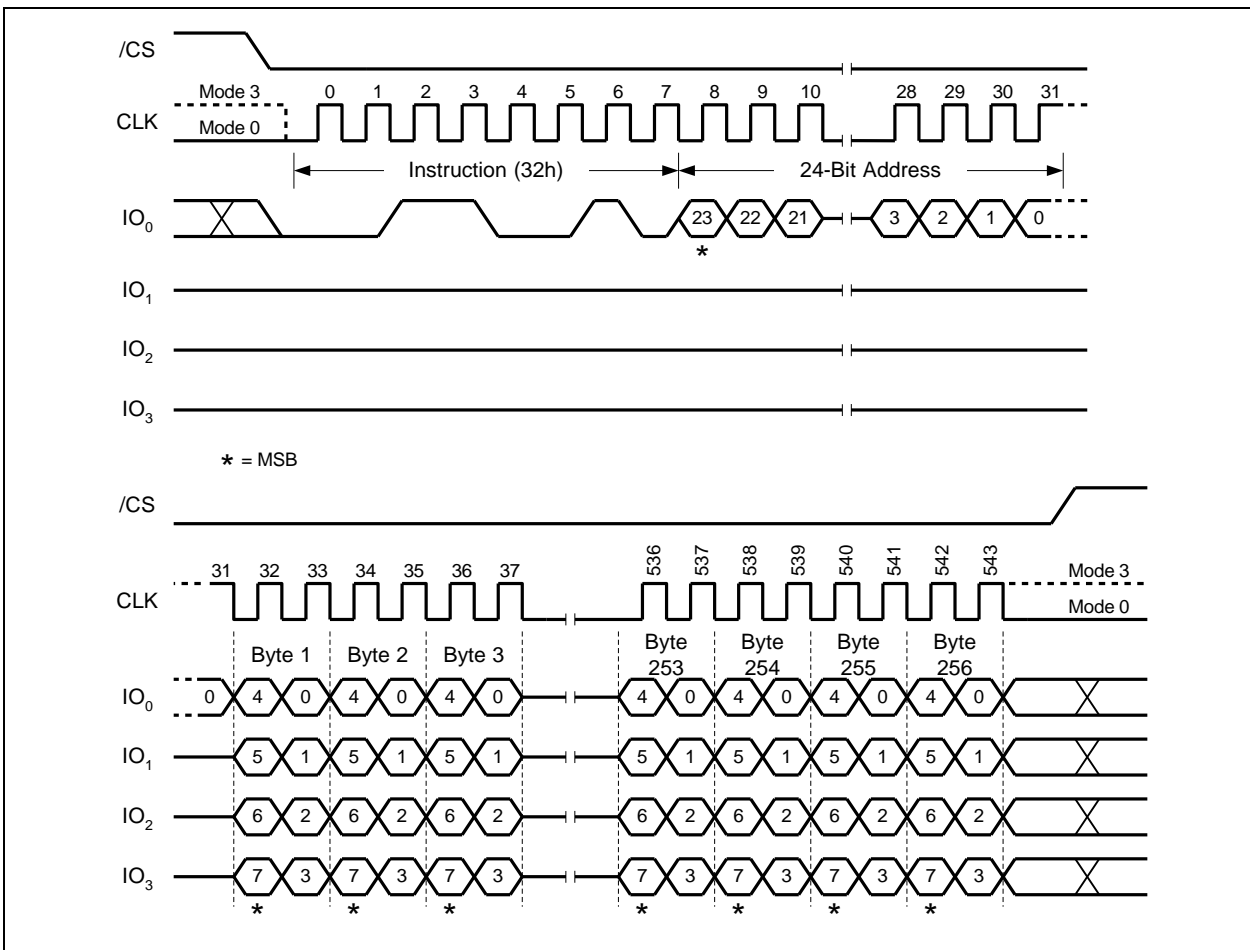 /CS
Mode 3
0 1 2 3 4 5 6 7 8 9 10 28 29 30 31
CLK
Mode 0
Instruction (32h)
24-Bit Address
IO0
23 22 21 3 2 1 0
*
IO1
IO2
IO3
* = MSB
/CS
31 32 33 34 35 36 37 536 537 538 539 540 541 542 543
Mode 3
CLK
Mode 0
Byte 1 Byte 2 Byte 3
Byte 253
Byte 254
Byte 255
Byte 256
IO0
0 4 0 4 0 4 0 4 0 4 0 4 0 4 0
IO1
5 1 5 1 5 1 5 1 5 1 5 1 5 1
IO2
6 2 6 2 6 2 6 2 6 2 6 2 6 2
IO3
7 3 7 3 7 3 7 3 7 3 7 3 7 3
* * * * * * *